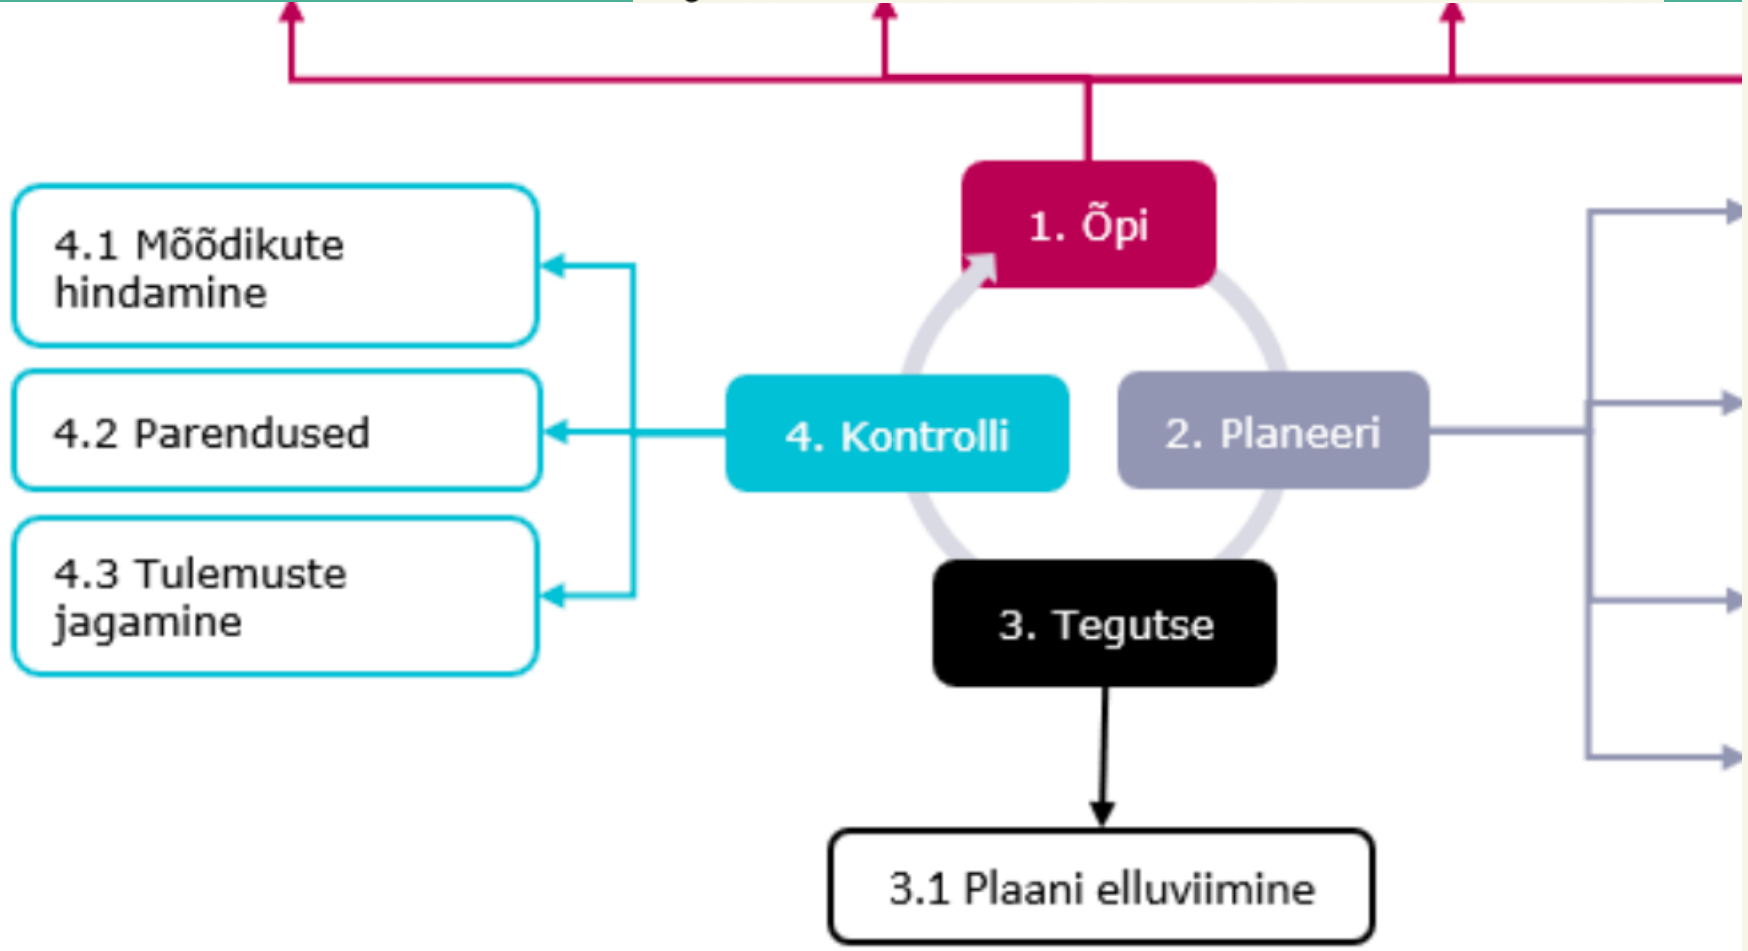 1. Õpi
4.1 Mõõdikute
hindamine
4.2 Parendused
4. Kontrolli
2. Planeeri
4.3 Tulemuste
jagamine
3. Tegutse
3.1 Plaani elluviimine